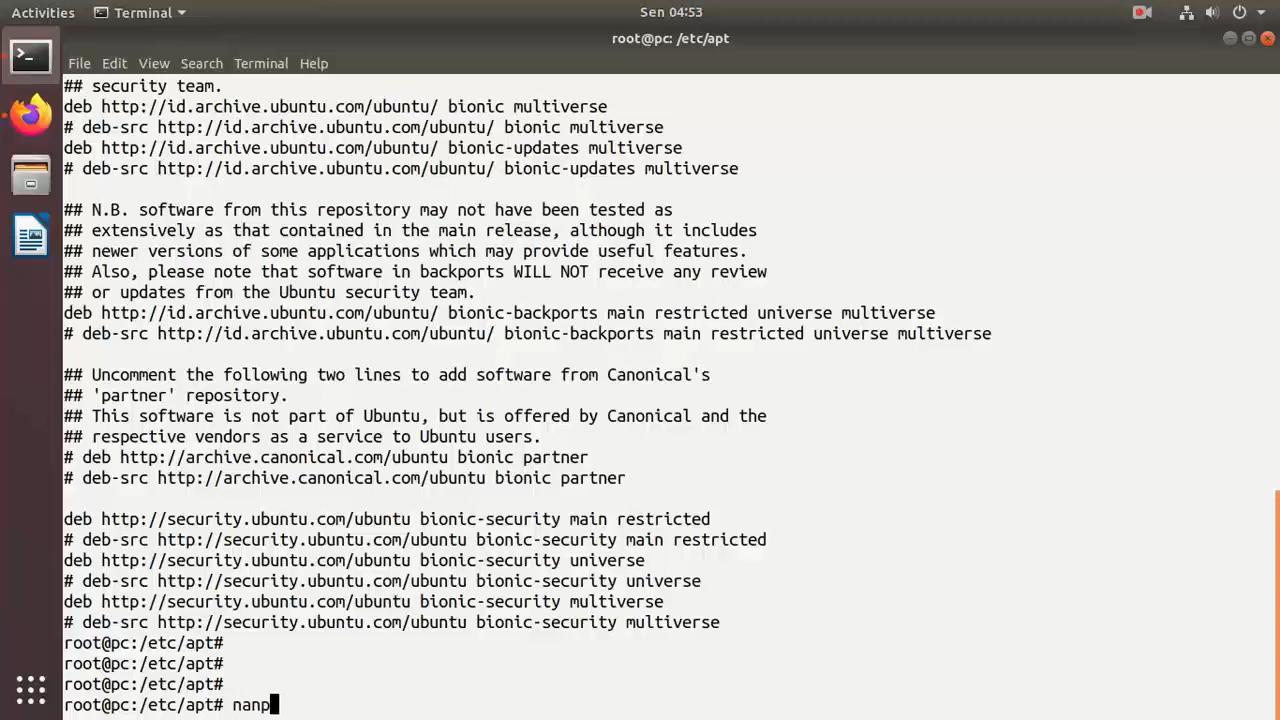 Activities
Terminal
Sen 04:53
root@pc: /etc/apt
File Edit View Search Terminal Help
## security team.
deb http://id.archive.ubuntu.com/ubuntu/ bionic multiverse
# deb-src http://id.archive.ubuntu.com/ubuntu/ bionic multiverse
deb http://id.archive.ubuntu.com/ubuntu/ bionic-updates multiverse
# deb-src http://id.archive.ubuntu.com/ubuntu/ bionic-updates multiverse
## N.B. software from this repository may not have been tested as
## extensively as that contained in the main release, although it includes
## newer versions of some applications which may provide useful features.
## Also, please note that software in backports WILL NOT receive any review
## or updates from the Ubuntu security team.
deb http://id.archive.ubuntu.com/ubuntu/ bionic-backports main restricted universe multiverse
# deb-src http://id.archive.ubuntu.com/ubuntu/ bionic-backports main restricted universe multiverse
## Uncomment the following two lines to add software from Canonical's
## 'partner' repository.
## This software is not part of Ubuntu, but is offered by Canonical and the
## respective vendors as a service to Ubuntu users.
# deb http://archive.canonical.com/ubuntu bionic partner
# deb-src http://archive.canonical.com/ubuntu bionic partner
deb http://security.ubuntu.com/ubuntu bionic-security main restricted
# deb-src http://security.ubuntu.com/ubuntu bionic-security main restricted
deb http://security.ubuntu.com/ubuntu bionic-security universe
# deb-src http://security.ubuntu.com/ubuntu bionic-security universe
deb http://security.ubuntu.com/ubuntu bionic-security multiverse
# deb-src http://security.ubuntu.com/ubuntu bionic-security multiverse
root@pc:/etc/apt#
root@pc:/etc/apt#
root@pc:/etc/apt#
root@pc:/etc/apt# nanp